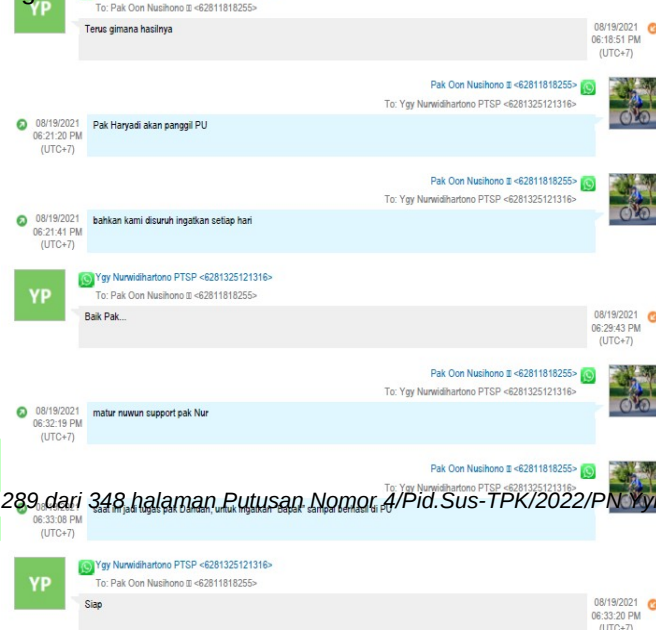 YP
To: Pak Oon Nusihono <62811818255>
Terus gimana hasilnya
08/19/2021
06:18:51 PM
(UTC+7)
Pak Oon Nusihono <62811818255>
To: Ygy Nurwidihartono PTSP <6281325121316>
08/19/2021
06:21:20 PM
(UTC+7)
Pak Haryadi akan panggil PU
Pak Oon Nusihono <62811818255>
To: Ygy Nurwidihartono PTSP <6281325121316>
08/19/2021
06:21:41 PM
(UTC+7)
bahkan kami disuruh ingatkan setiap hari
YP
Ygy Nurwidihartono PTSP <6281325121316>
To: Pak Oon Nusihono <62811818255>
Baik Pak...
08/19/2021
06:29:43 PM
(UTC+7)
Pak Oon Nusihono <62811818255>
To: Ygy Nurwidihartono PTSP <6281325121316>
08/19/2021
06:32:19 PM
(UTC+7)
matur nuwun support pak Nur
Pak Oon Nusihono <62811818255>
To: Ygy Nurwidihartono PTSP <6281325121316>
289 dari 348 halaman Putusan Nomor 4/Pid.Sus-TPK/2022/PN Yyk
08/19/2021
06:33:08 PM
(UTC+7)
saat ini jadi tugas pak Dandan, untuk ingatkan "Bapak" sampai berhasil di PU
YP
Ygy Nurwidihartono PTSP <6281325121316>
To: Pak Oon Nusihono <62811818255>
Siap
08/19/2021
06:33:20 PM
(UTC+7)